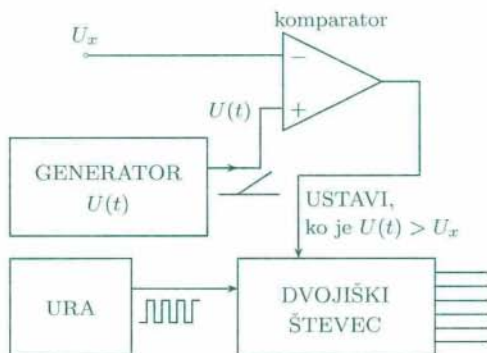 komparator
U_x
−
U(t)
+
GENERATOR
U(t)
USTAVI,
ko je U(t) > U_x
URA
DVOJIŠKI
ŠTEVEC